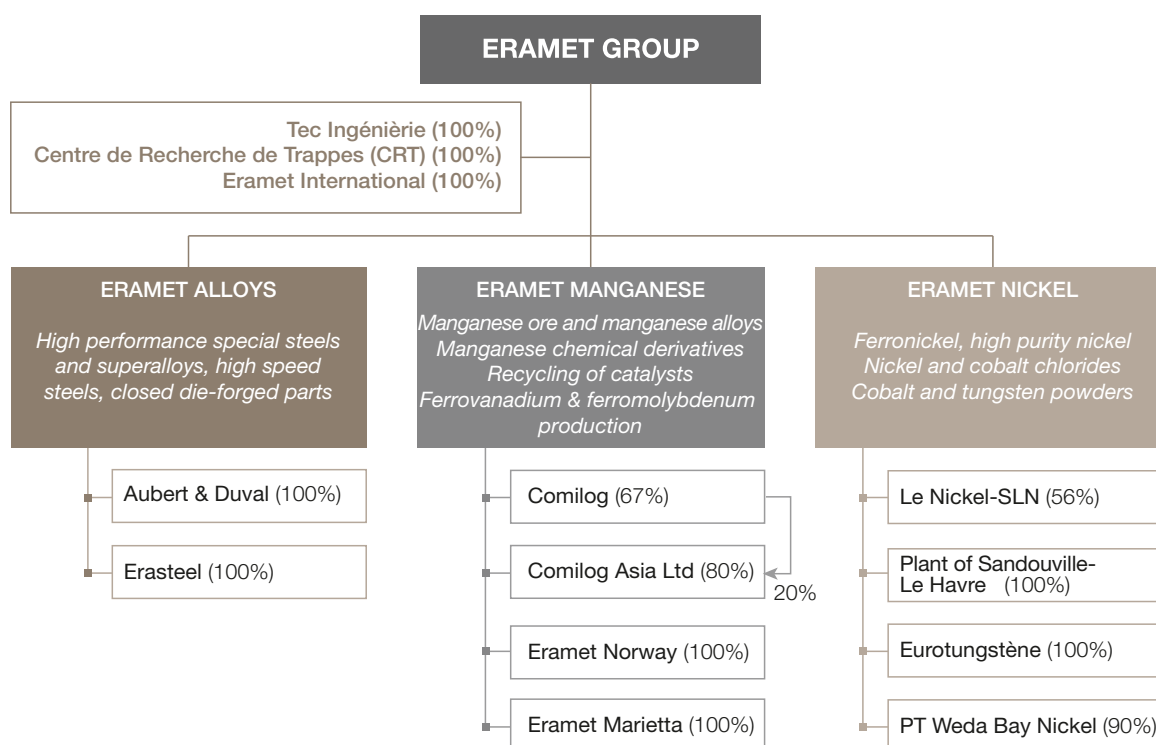 ERAMET GROUP
Tec Ingénièrie (100%)
Centre de Recherche de Trappes (CRT) (100%)
Eramet International (100%)
ERAMET ALLOYS
High performance special steels
and superalloys, high speed
steels, closed die-forged parts
Aubert & Duval (100%)
Erasteel (100%)
ERAMET MANGANESE
Manganese ore and manganese alloys
Manganese chemical derivatives
Recycling of catalysts
Ferrovanadium & ferromolybdenum
production
Comilog (67%)
Comilog Asia Ltd (80%)
20%
Eramet Norway (100%)
Eramet Marietta (100%)
ERAMET NICKEL
Ferronickel, high purity nickel
Nickel and cobalt chlorides
Cobalt and tungsten powders
Le Nickel-SLN (56%)
Plant of Sandouville-
Le Havre (100%)
Eurotungstène (100%)
PT Weda Bay Nickel (90%)